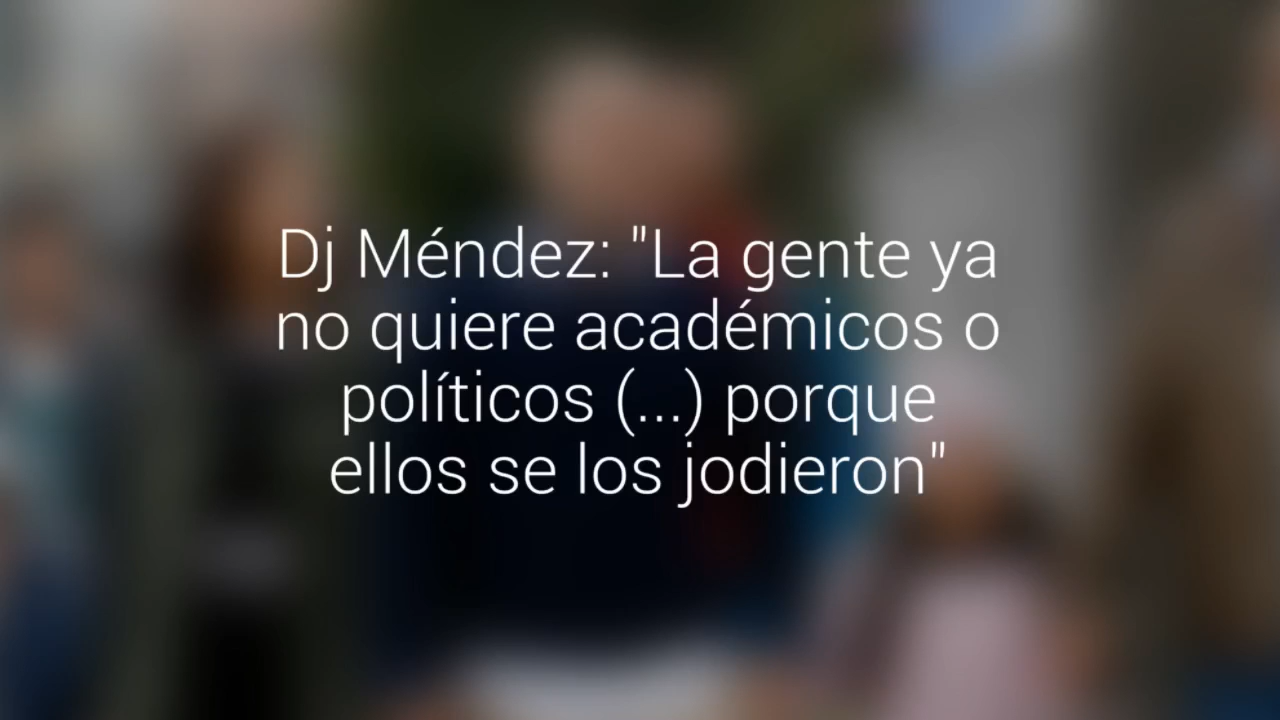 Dj Méndez: "La gente ya
no quiere académicos o
políticos (...) porque
ellos se los jodieron"